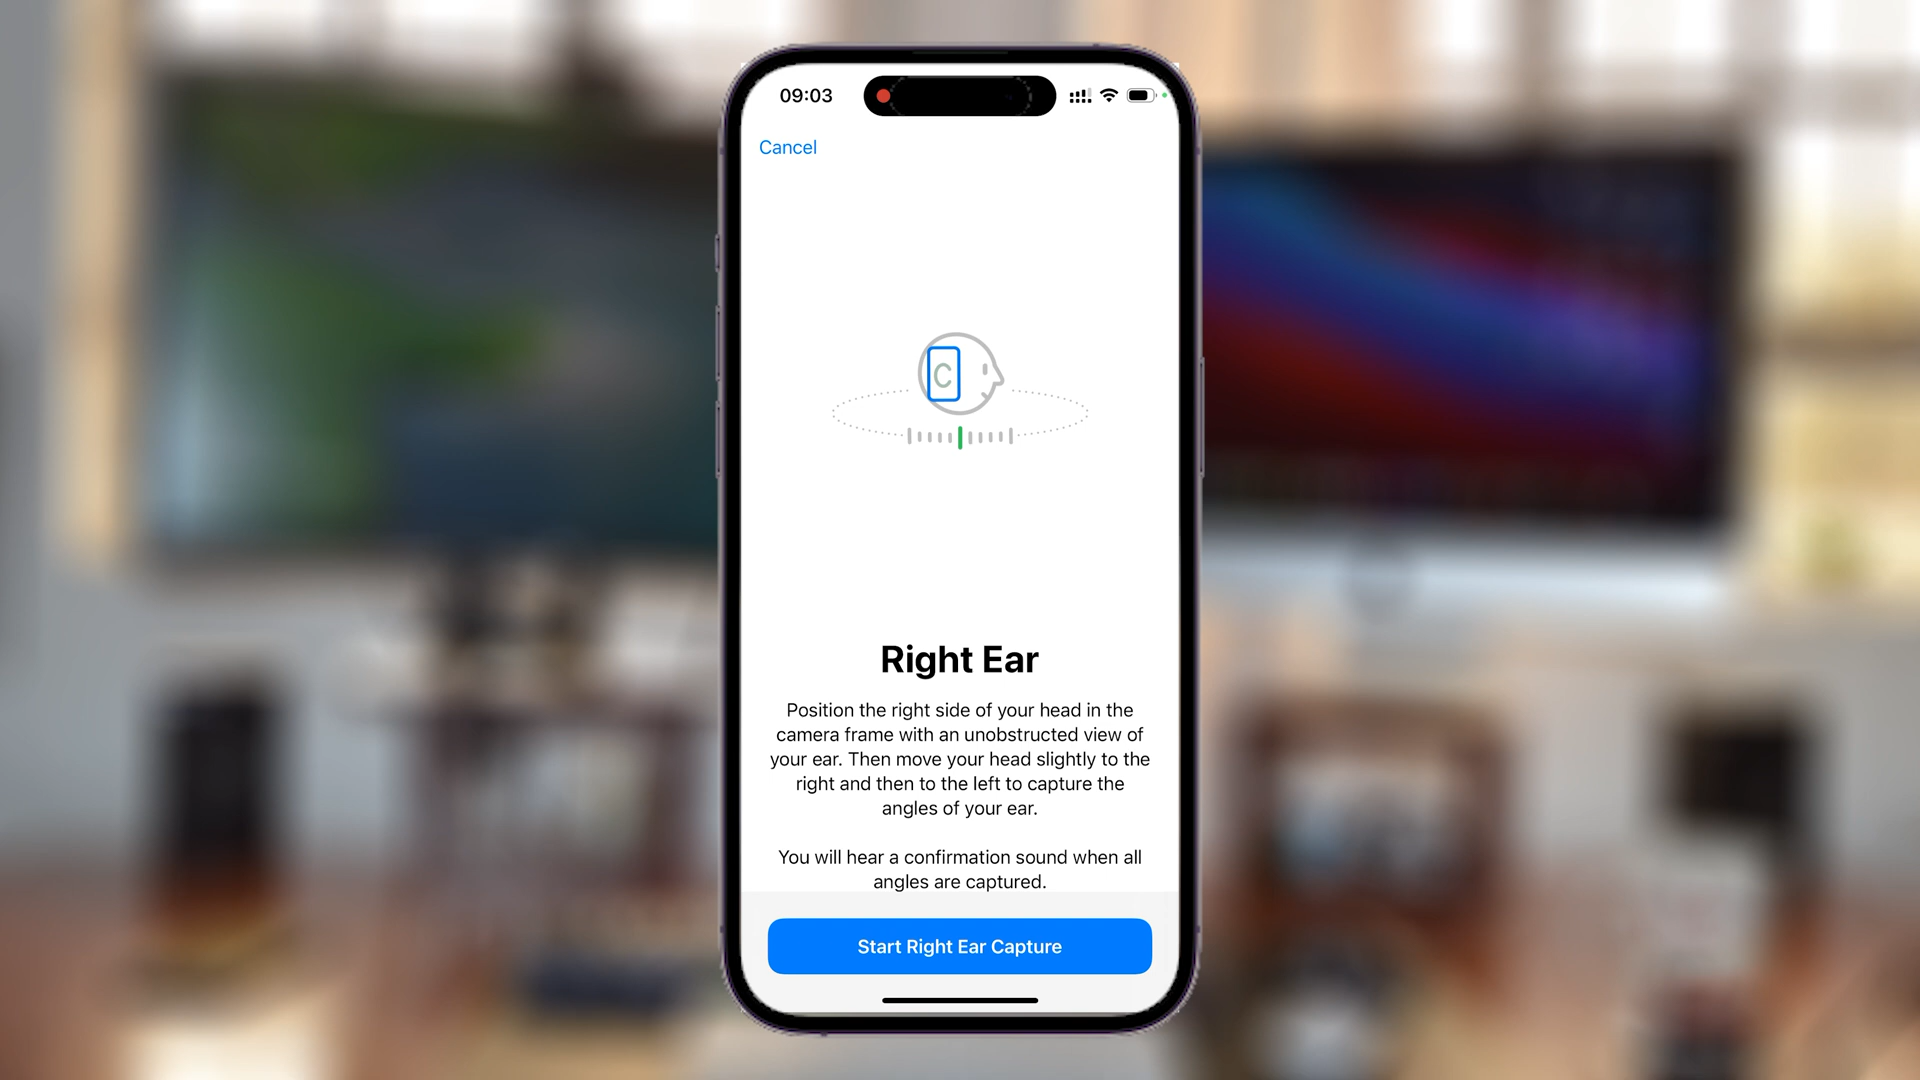 09:03
Cancel
Right Ear
Position the right side of your head in the
camera frame with an unobstructed view of
your ear. Then move your head slightly to the
right and then to the left to capture the
angles of your ear.
You will hear a confirmation sound when all
angles are captured.
Start Right Ear Capture